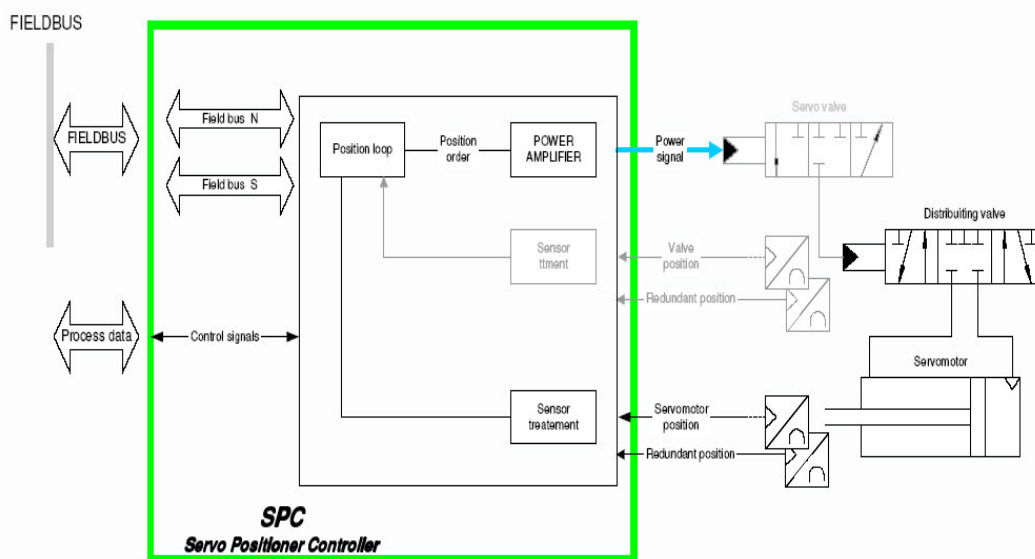 FIELDBUS
FIELDBUS
Field bus N
Field bus S
Position loop
Position
order
POWER
AMPLIFIER
Power
signal
Servo valve
Distribuiting valve
Sensor
ttment
Valve
position
Redundant position
Process data
Control signals
Servomotor
Sensor
treatement
Servomotor
position
Redundant position
SPC
Servo Positioner Controller